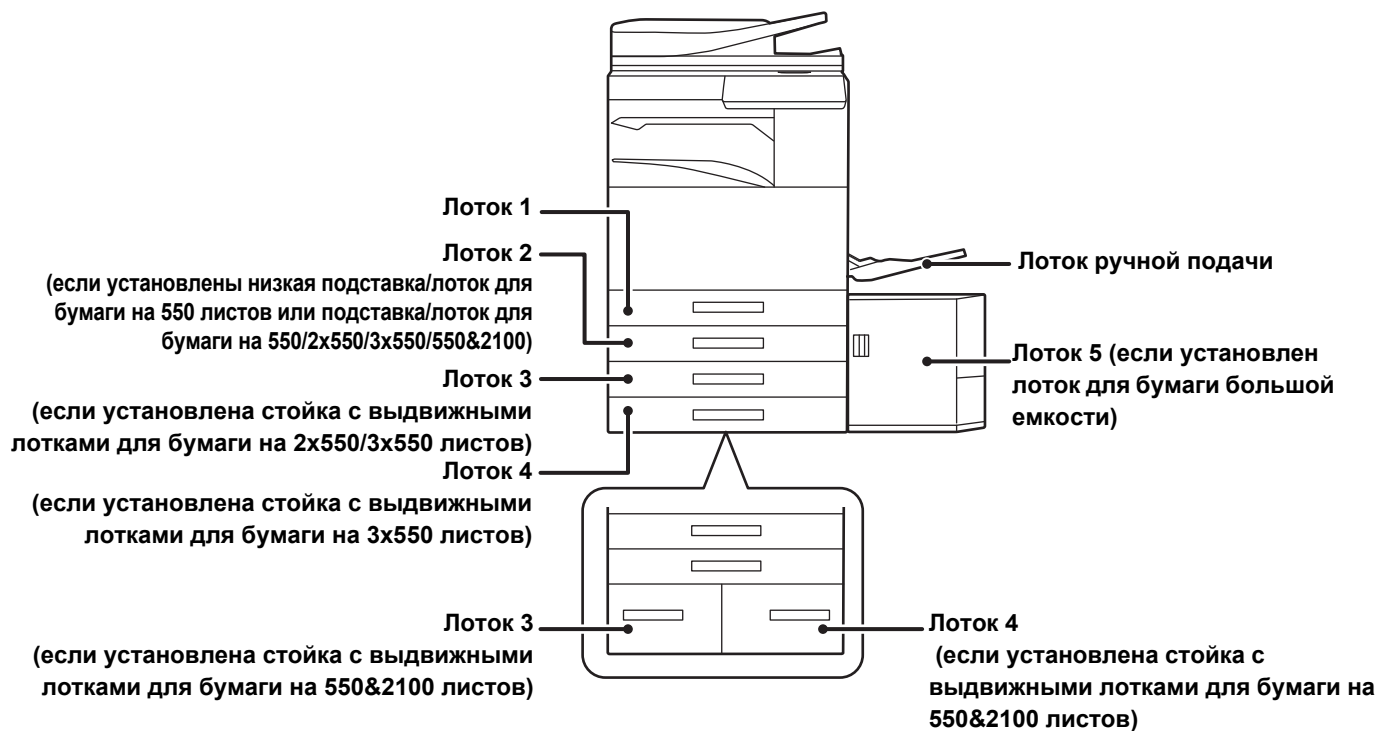 Лоток 1
Лоток 2
(если установлены низкая подставка/лоток для
бумаги на 550 листов или подставка/лоток для
бумаги на 550/2x550/3x550/550&2100)
Лоток 3
(если установлена стойка с выдвижными
лотками для бумаги на 2x550/3x550 листов)
Лоток 4
(если установлена стойка с выдвижными
лотками для бумаги на 3x550 листов)
Лоток 3
(если установлена стойка с выдвижными
лотками для бумаги на 550&2100 листов)
Лоток ручной подачи
Лоток 5 (если установлен
лоток для бумаги большой
емкости)
Лоток 4
(если установлена стойка с
выдвижными лотками для бумаги на
550&2100 листов)